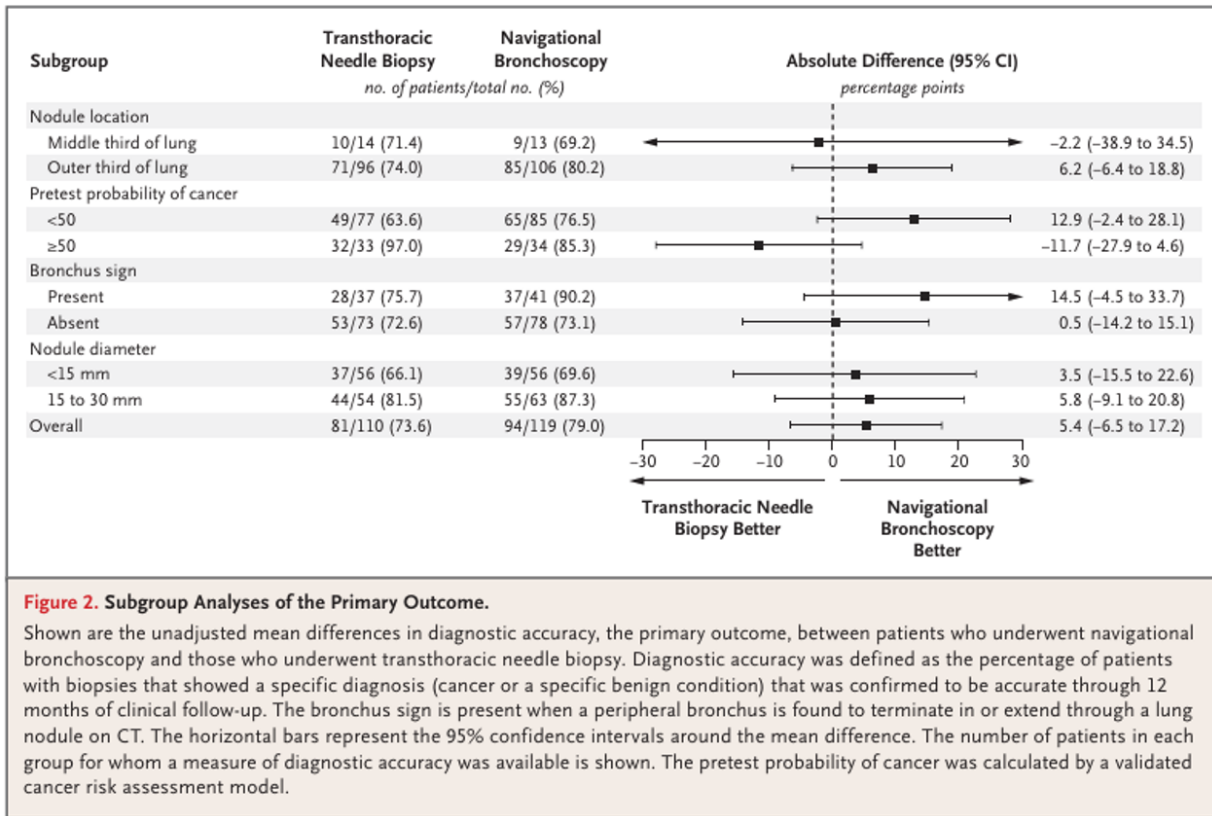 Subgroup Transthoracic Needle Biopsy Navigational Bronchoscopy Absolute Difference (95% CI)
no. of patients/total no. (%) percentage points
Nodule location
Middle third of lung 10/14 (71.4) 9/13 (69.2) −2.2 (−38.9 to 34.5)
Outer third of lung 71/96 (74.0) 85/106 (80.2) 6.2 (−6.4 to 18.8)
Pretest probability of cancer
<50 49/77 (63.6) 65/85 (76.5) 12.9 (−2.4 to 28.1)
≥50 32/33 (97.0) 29/34 (85.3) −11.7 (−27.9 to 4.6)
Bronchus sign
Present 28/37 (75.7) 37/41 (90.2) 14.5 (−4.5 to 33.7)
Absent 53/73 (72.6) 57/78 (73.1) 0.5 (−14.2 to 15.1)
Nodule diameter
<15 mm 37/56 (66.1) 39/56 (69.6) 3.5 (−15.5 to 22.6)
15 to 30 mm 44/54 (81.5) 55/63 (87.3) 5.8 (−9.1 to 20.8)
Overall 81/110 (73.6) 94/119 (79.0) 5.4 (−6.5 to 17.2)
−30 −20 −10 0 10 20 30
Transthoracic Needle Biopsy Better Navigational Bronchoscopy Better
Figure 2. Subgroup Analyses of the Primary Outcome.
Shown are the unadjusted mean differences in diagnostic accuracy, the primary outcome, between patients who underwent navigational
bronchoscopy and those who underwent transthoracic needle biopsy. Diagnostic accuracy was defined as the percentage of patients
with biopsies that showed a specific diagnosis (cancer or a specific benign condition) that was confirmed to be accurate through 12
months of clinical follow-up. The bronchus sign is present when a peripheral bronchus is found to terminate in or extend through a lung
nodule on CT. The horizontal bars represent the 95% confidence intervals around the mean difference. The number of patients in each
group for whom a measure of diagnostic accuracy was available is shown. The pretest probability of cancer was calculated by a validated
cancer risk assessment model.